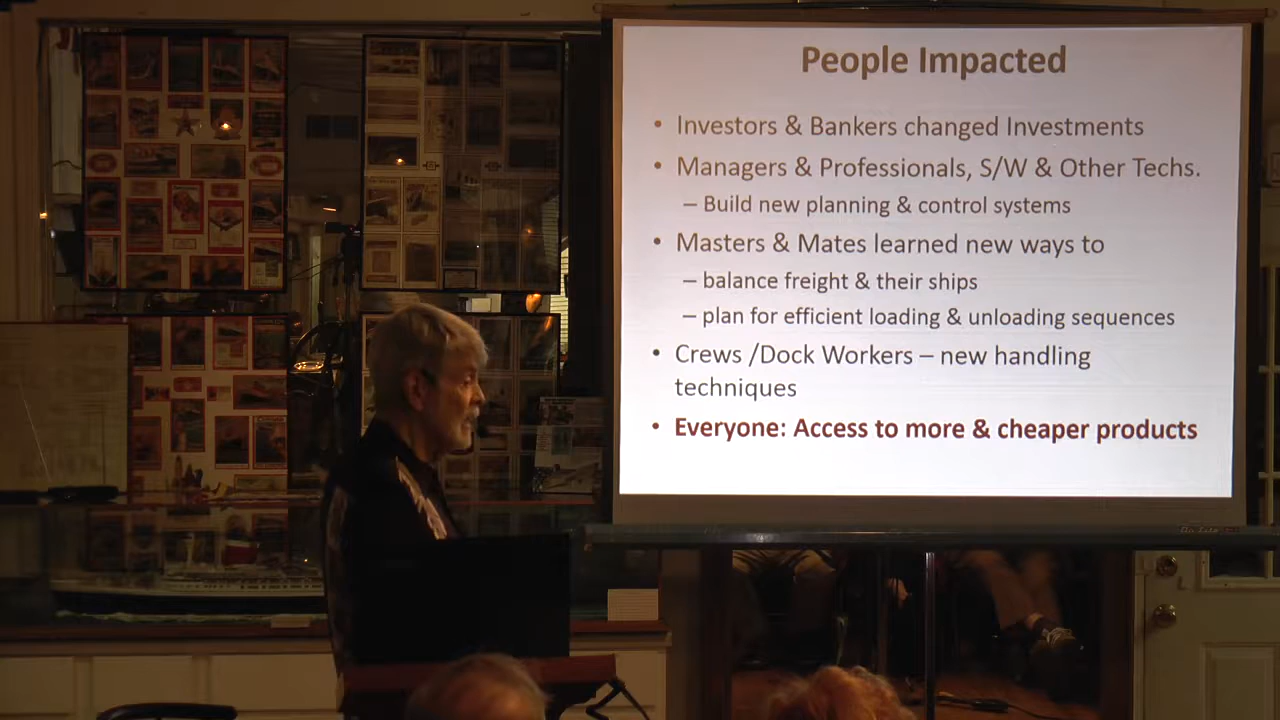 People Impacted
• Investors & Bankers changed Investments
• Managers & Professionals, S/W & Other Techs.
– Build new planning & control systems
• Masters & Mates learned new ways to
– balance freight & their ships
– plan for efficient loading & unloading sequences
• Crews /Dock Workers – new handling
techniques
• Everyone: Access to more & cheaper products